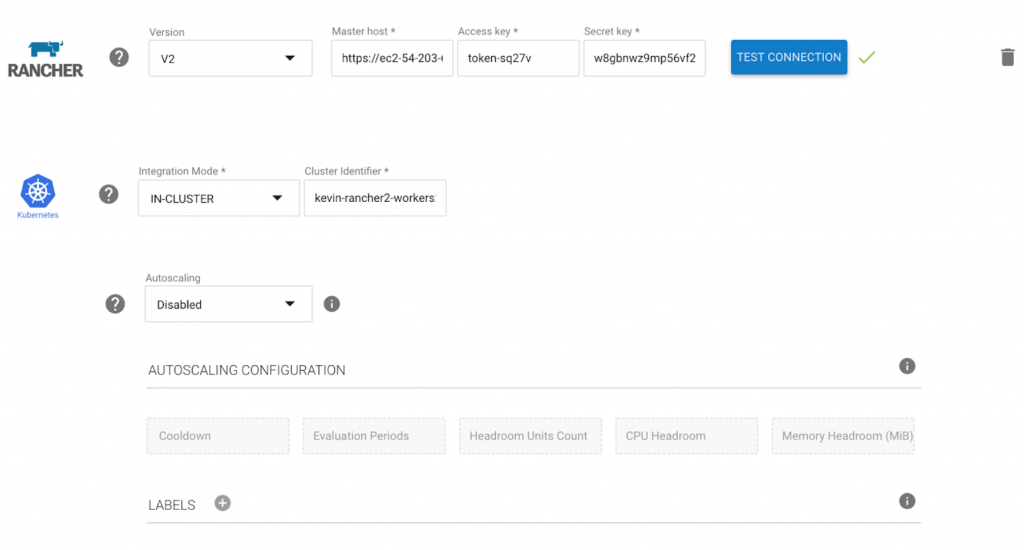 Version
Master host *
Access key *
Secret key *
RANCHER
V2
https://ec2-54-203-
token-sq27v
w8gbnwz9mp56vf2
TEST CONNECTION
Integration Mode *
Cluster Identifier *
Kubernetes
IN-CLUSTER
kevin-rancher2-workers
Autoscaling
Disabled
AUTOSCALING CONFIGURATION
Cooldown
Evaluation Periods
Headroom Units Count
CPU Headroom
Memory Headroom (MiB)
LABELS